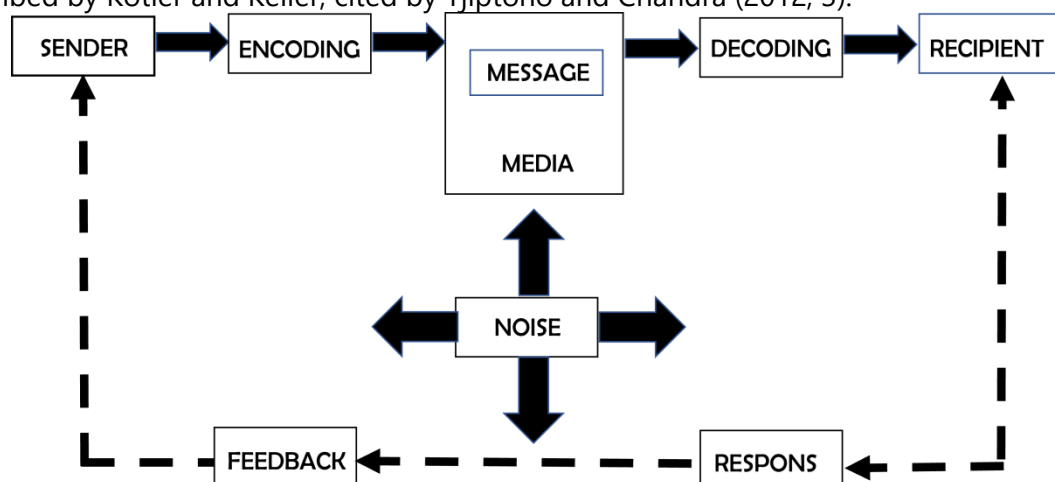 ibed by Kotler and Keller, cited by Tjiptono and Chandra (2012, 5).
SENDER
ENCODING
MESSAGE
MEDIA
DECODING
RECIPIENT
NOISE
FEEDBACK
RESPONS